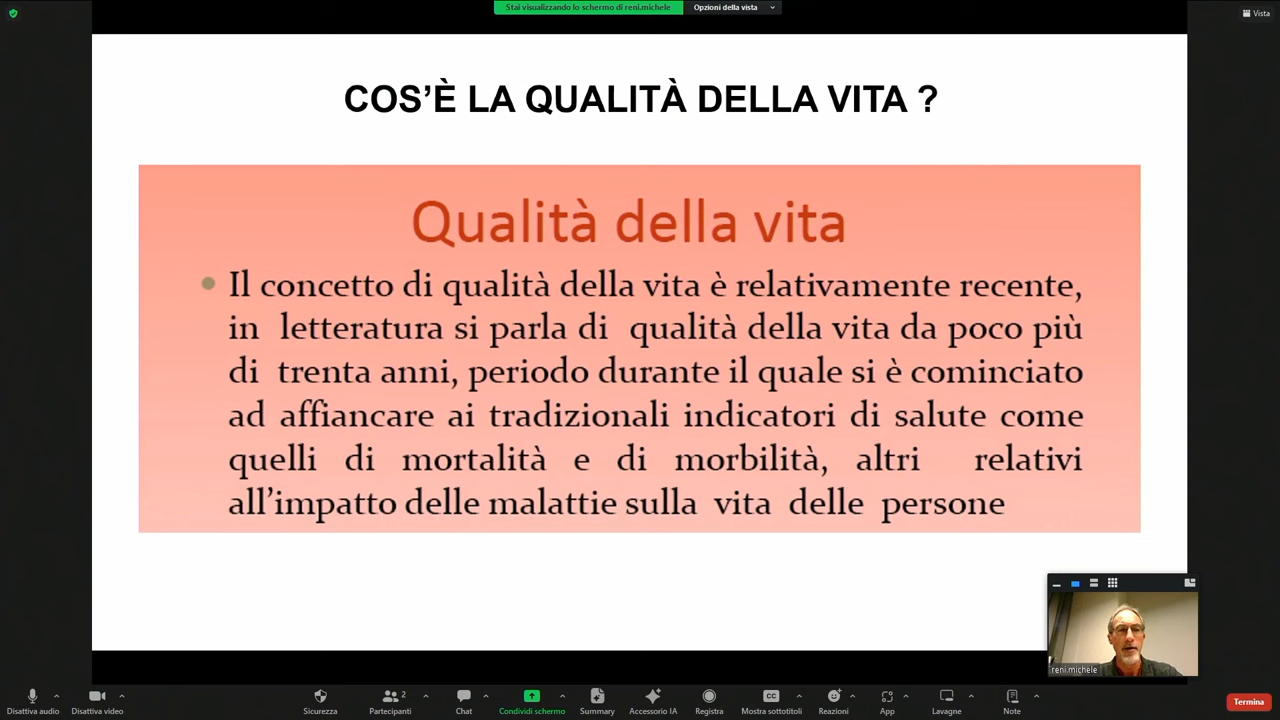 Stai visualizzando lo schermo di reni.michele
Opzioni della vista
Vista
COS’È LA QUALITÀ DELLA VITA ?
Qualità della vita
Il concetto di qualità della vita è relativamente recente,
in letteratura si parla di qualità della vita da poco più
di trenta anni, periodo durante il quale si è cominciato
ad affiancare ai tradizionali indicatori di salute come
quelli di mortalità e di morbilità, altri relativi
all’impatto delle malattie sulla vita delle persone
reni.michele
Disattiva audio
Disattiva video
Sicurezza
Partecipanti
2
Chat
Condividi schermo
Summary
Accessorio IA
Registra
CC
Mostra sottotitoli
Reazioni
App
Lavagne
Note
Termina